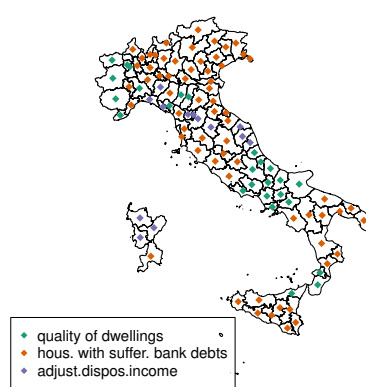 quality of dwellings
hous. with suffer. bank debts
adjust.dispos.income